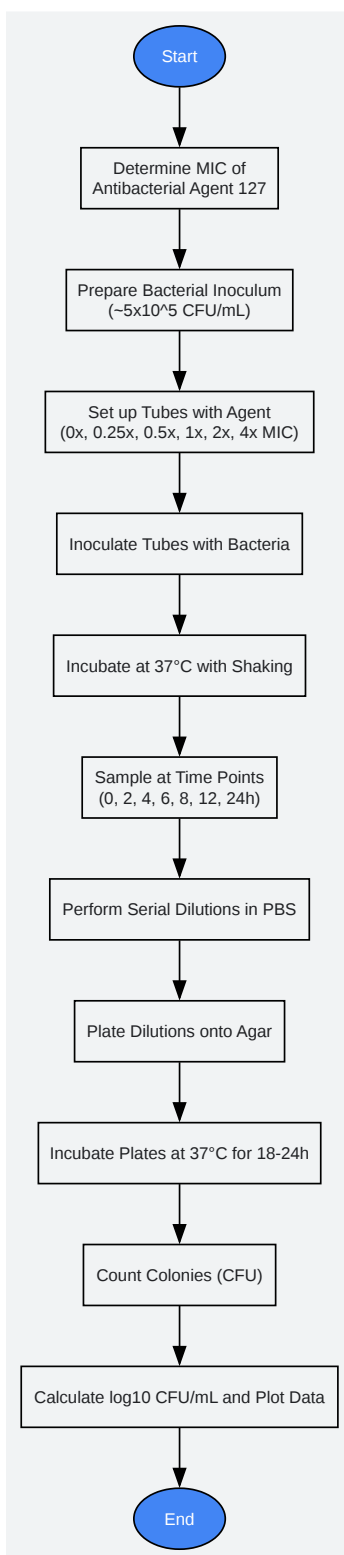 Start
Determine MIC of
Antibacterial Agent 127
Prepare Bacterial Inoculum
(~5x10^5 CFU/mL)
Set up Tubes with Agent
(0x, 0.25x, 0.5x, 1x, 2x, 4x MIC)
Inoculate Tubes with Bacteria
Incubate at 37°C with Shaking
Sample at Time Points
(0, 2, 4, 6, 8, 12, 24h)
Perform Serial Dilutions in PBS
Plate Dilutions onto Agar
Incubate Plates at 37°C for 18-24h
Count Colonies (CFU)
Calculate log10 CFU/mL and Plot Data
End